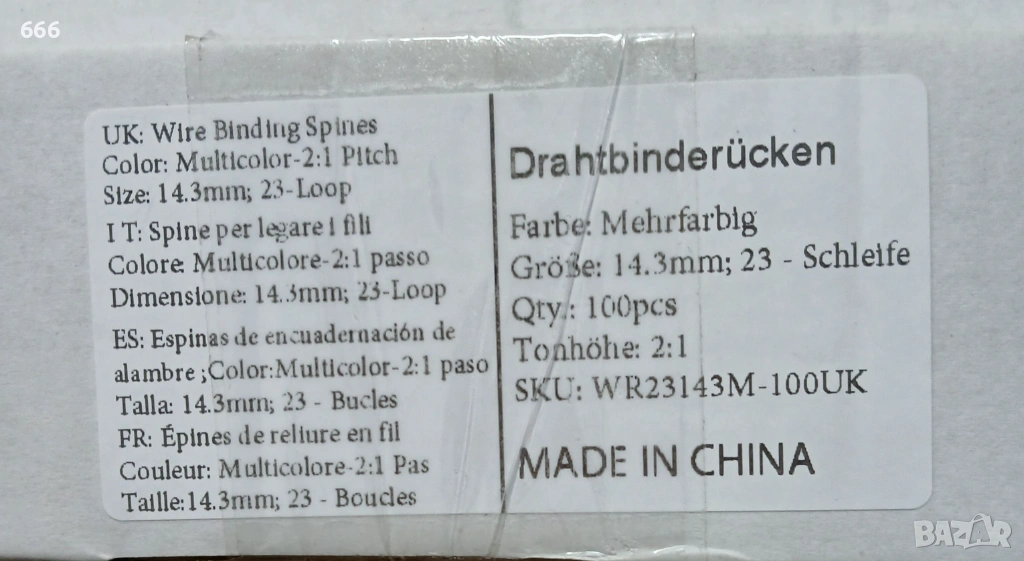 666
UK: Wire Binding Spines
Color: Multicolor-2:1 Pitch
Size: 14.3mm; 23-Loop
I T: Spine per legare i fili
Colore: Multicolore-2:1 passo
Dimensione: 14.3mm; 23-Loop
ES: Espinas de encuadernación de
alambre;Color:Multicolor-2:1 paso
Talla: 14.3mm; 23 - Bucles
FR: Épines de reliure en fil
Couleur: Multicolore-2:1 Pas
Taille:14.3mm; 23 - Boucles
Drahtbinderücken
Farbe: Mehrfarbig
Größe: 14.3mm; 23 - Schleife
Qty.: 100pcs
Tonhöhe: 2:1
SKU: WR23143M-100UK
MADE IN CHINA
BAZAR